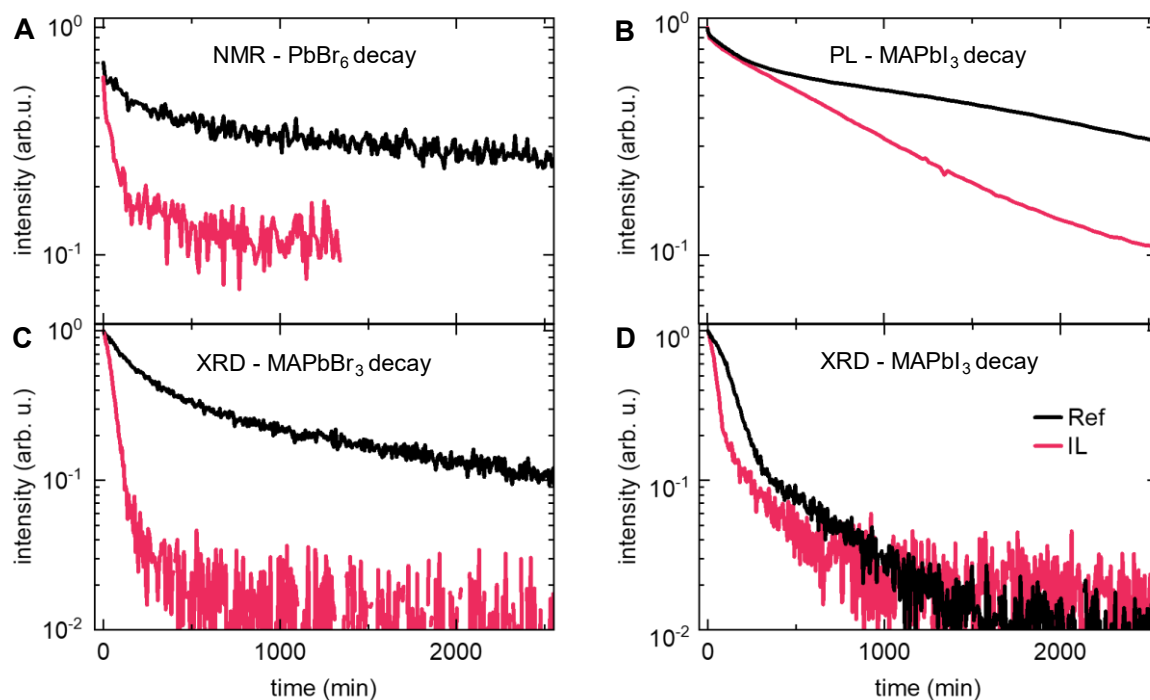 A
NMR - PbBr₆ decay
intensity (arb.u.)
10⁰
10⁻¹
B
PL - MAPbI₃ decay
intensity (arb.u.)
10⁰
10⁻¹
C
XRD - MAPbBr₃ decay
intensity (arb. u.)
10⁰
10⁻¹
10⁻²
0
1000
2000
time (min)
D
XRD - MAPbI₃ decay
Ref
IL
intensity (arb. u.)
10⁰
10⁻¹
10⁻²
0
1000
2000
time (min)